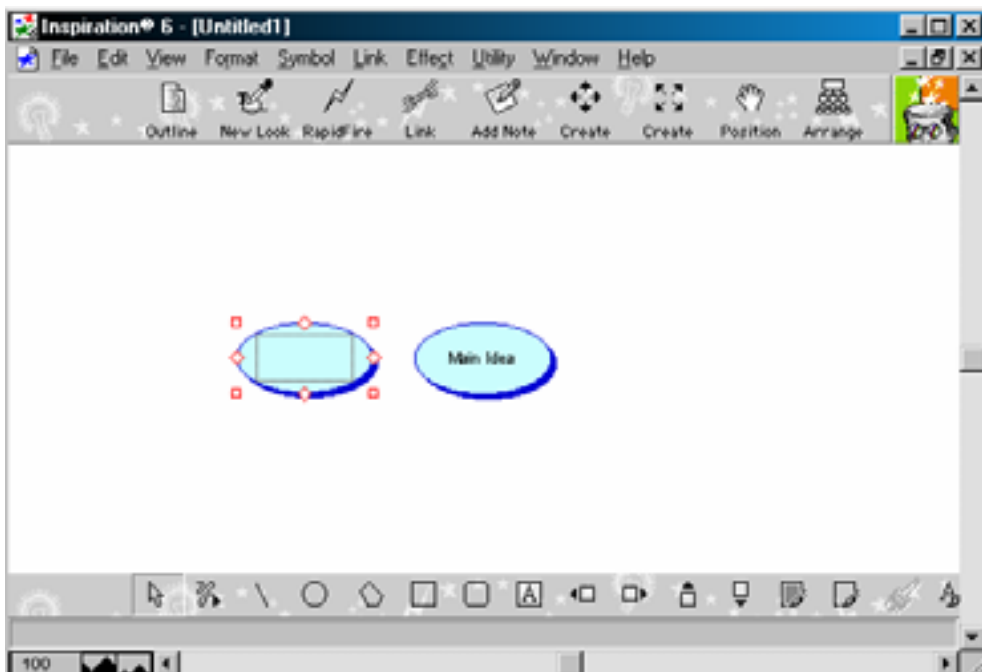 Inspiration® 6 - [Untitled1]
File Edit View Format Symbol Link Effect Utility Window Help
Outline New Look RapidFire Link Add Note Create Create Position Arrange
Main Idea
A
A
100